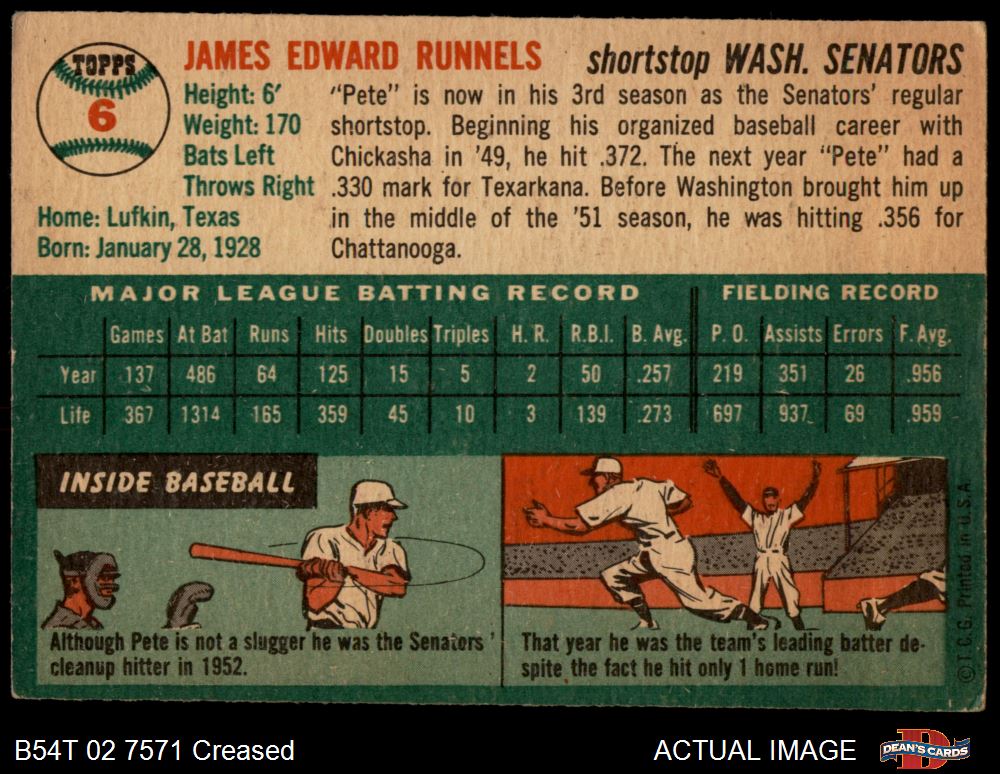 TOPPS
6
JAMES EDWARD RUNNELS
shortstop WASH. SENATORS
Height: 6'
Weight: 170
Bats Left
Throws Right
Home: Lufkin, Texas
Born: January 28, 1928
"Pete" is now in his 3rd season as the Senators' regular
shortstop. Beginning his organized baseball career with
Chickasha in '49, he hit .372. The next year "Pete" had a
.330 mark for Texarkana. Before Washington brought him up
in the middle of the '51 season, he was hitting .356 for
Chattanooga.
MAJOR LEAGUE BATTING RECORD FIELDING RECORD
Games At Bat Runs Hits Doubles Triples H. R. R.B.I. B. Avg. P. O. Assists Errors F. Avg.
Year 137 486 64 125 15 5 2 50 .257 219 351 26 .956
Life 367 1314 165 359 45 10 3 139 .273 697 937 69 .959
INSIDE BASEBALL
Although Pete is not a slugger he was the Senators'
cleanup hitter in 1952.
That year he was the team's leading batter de-
spite the fact he hit only 1 home run!
©T.C.G. Printed in U.S.A.
B54T 02 7571 Creased
ACTUAL IMAGE
DEAN'S CARDS